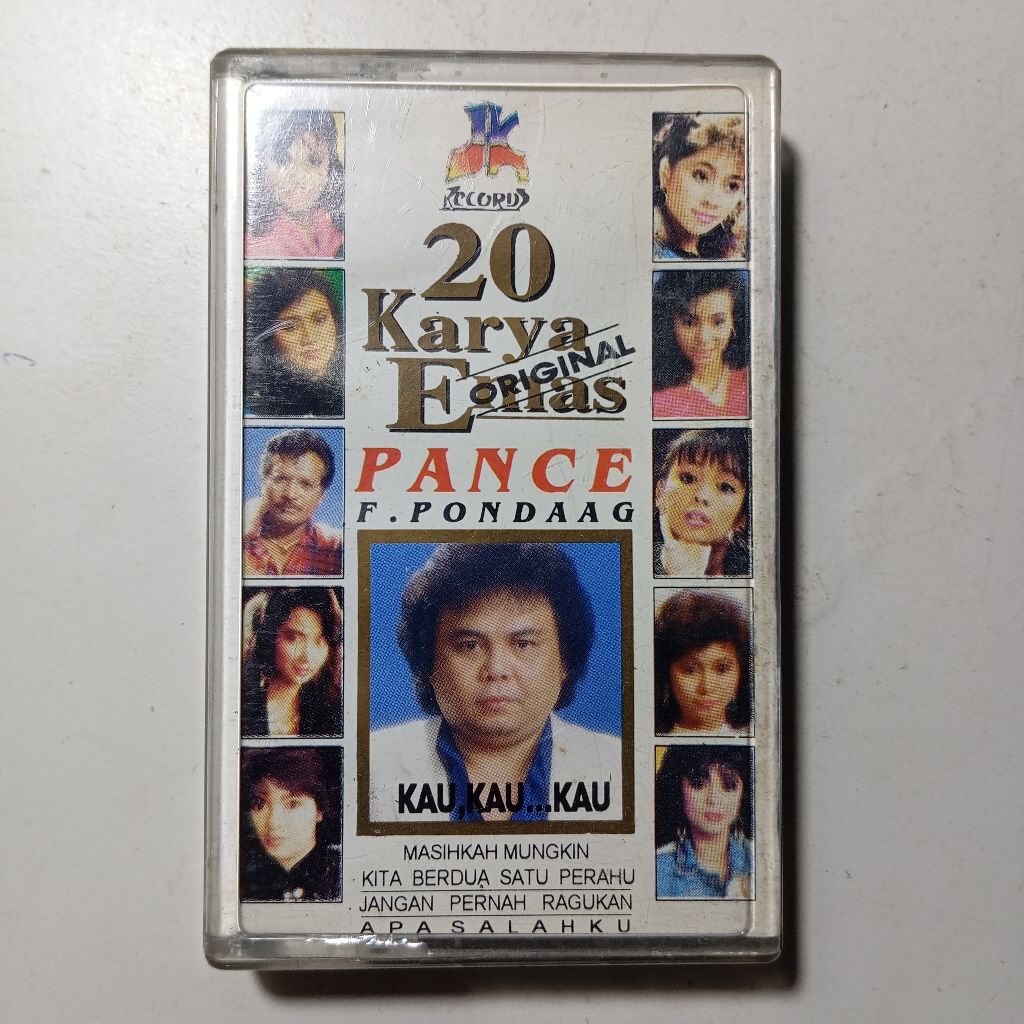 JK
RECORDS
20
Karya
Emas
ORIGINAL
PANCE
F. PONDAAG
KAU, KAU...KAU
MASIHKAH MUNGKIN
KITA BERDUA SATU PERAHU
JANGAN PERNAH RAGUKAN
APA SALAHKU